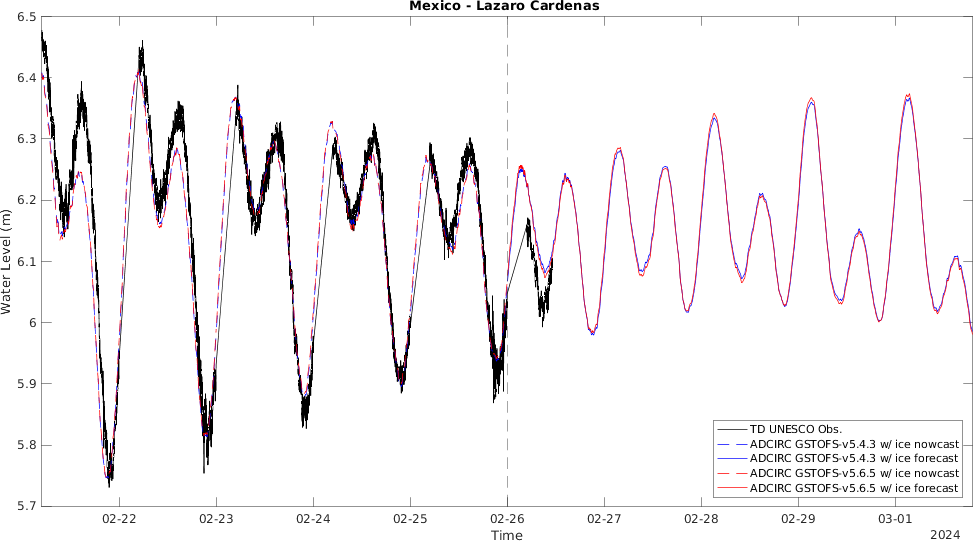 Mexico - Lazaro Cardenas
6.5
6.4
6.3
6.2
6.1
6
5.9
5.8
5.7
Water Level (m)
02-22
02-23
02-24
02-25
02-26
02-27
02-28
02-29
03-01
Time
2024
TD UNESCO Obs.
ADCIRC GSTOFS-v5.4.3 w/ ice nowcast
ADCIRC GSTOFS-v5.4.3 w/ ice forecast
ADCIRC GSTOFS-v5.6.5 w/ ice nowcast
ADCIRC GSTOFS-v5.6.5 w/ ice forecast